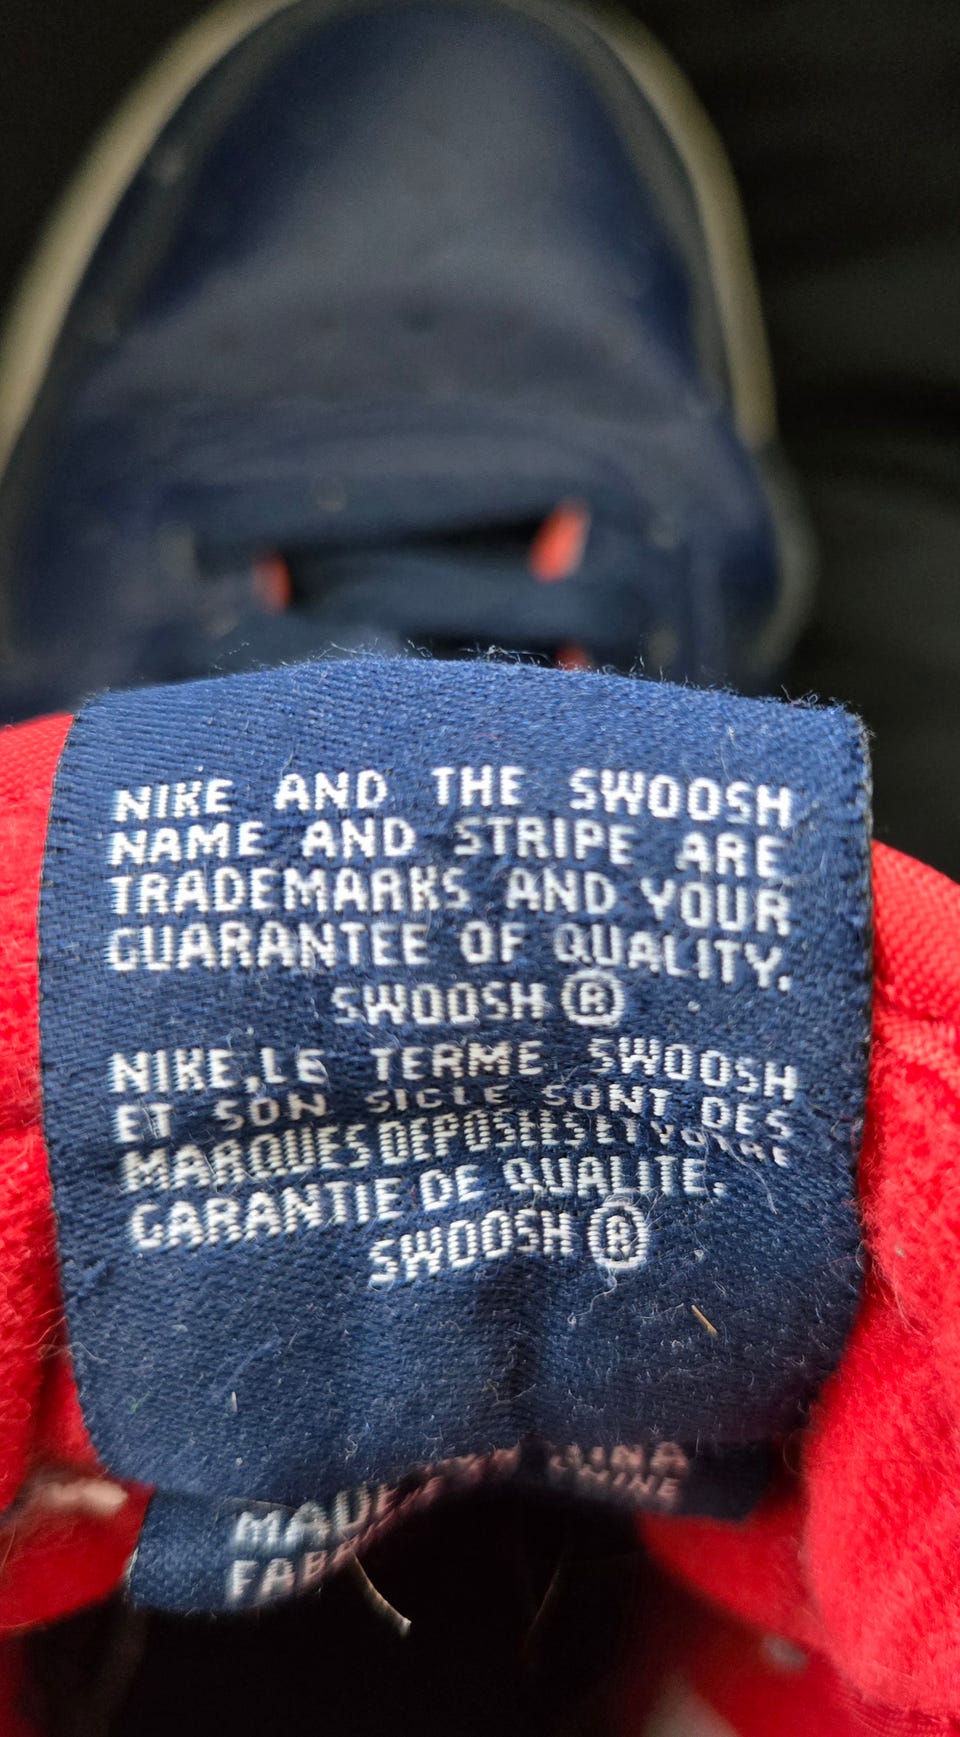 NIKE AND THE SWOOSH
NAME AND STRIPE ARE
TRADEMARKS AND YOUR
GUARANTEE OF QUALITY.
SWOOSH ®
NIKE,LE TERME SWOOSH
ET SON SIGLE SONT DES
MARQUES DEPOSEES ET VOTRE
GARANTIE DE QUALITE.
SWOOSH ®
MADE